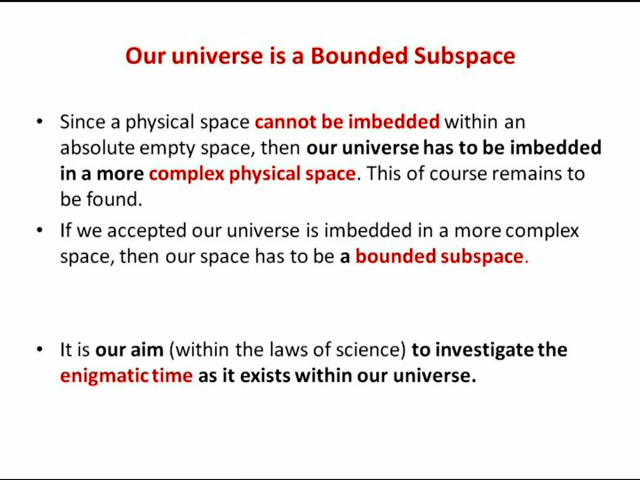 Our universe is a Bounded Subspace
• Since a physical space cannot be imbedded within an
absolute empty space, then our universe has to be imbedded
in a more complex physical space. This of course remains to
be found.
• If we accepted our universe is imbedded in a more complex
space, then our space has to be a bounded subspace.
• It is our aim (within the laws of science) to investigate the
enigmatic time as it exists within our universe.